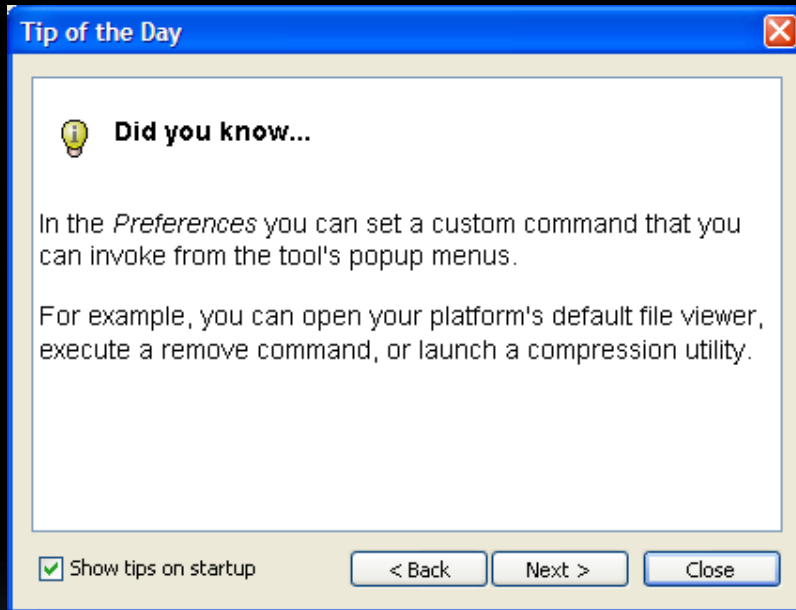 Tip of the Day
Did you know...
In the Preferences you can set a custom command that you
can invoke from the tool's popup menus.
For example, you can open your platform's default file viewer,
execute a remove command, or launch a compression utility.
Show tips on startup
< Back
Next >
Close